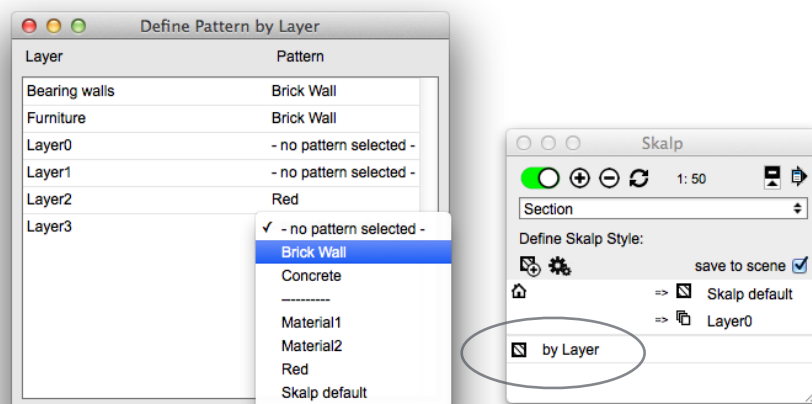 Define Pattern by Layer
Layer Pattern
Bearing walls Brick Wall
Furniture Brick Wall
Layer0 - no pattern selected -
Layer1 - no pattern selected -
Layer2 Red
Layer3 ✓ - no pattern selected -
Brick Wall
Concrete
----------
Material1
Material2
Red
Skalp default
Skalp
1: 50
Section
Define Skalp Style:
save to scene
=> Skalp default
=> Layer0
by Layer